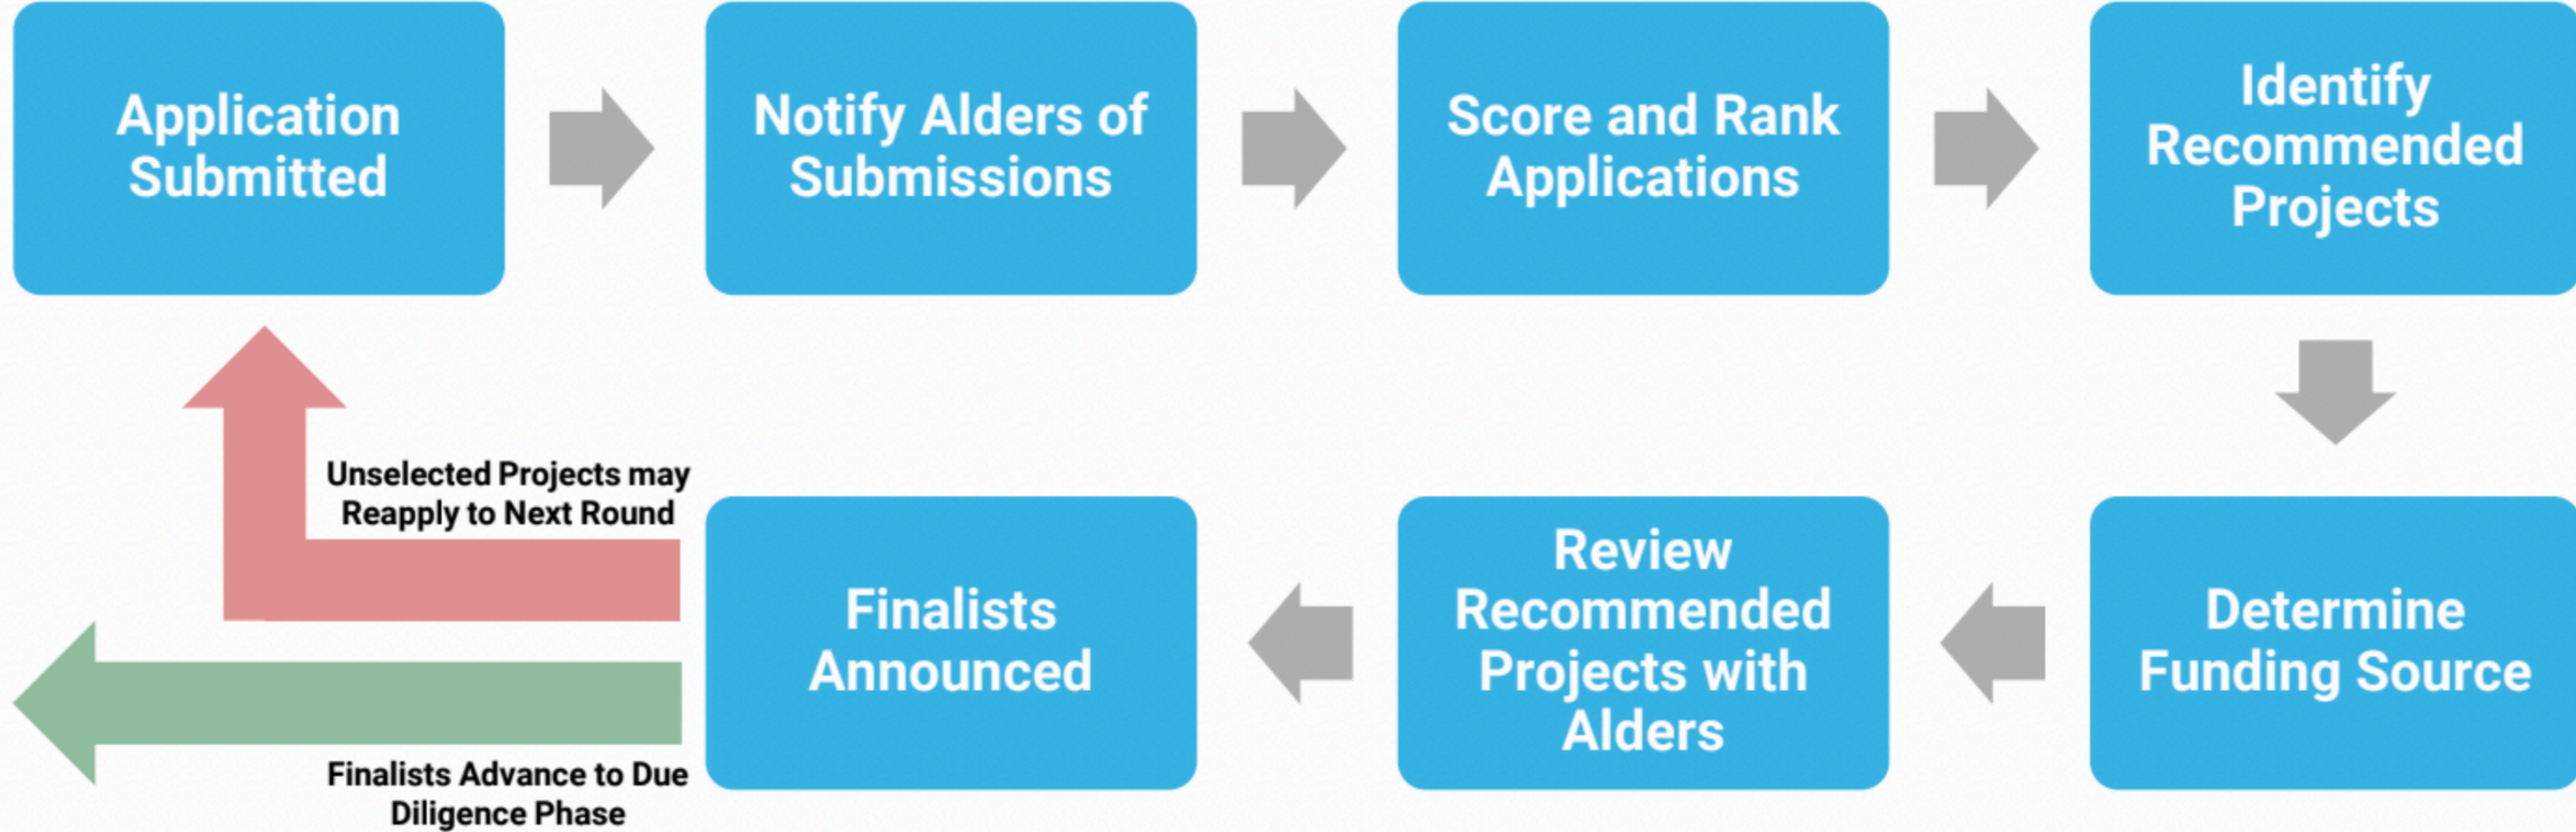 Application
Submitted
Notify Alders of
Submissions
Score and Rank
Applications
Identify
Recommended
Projects
Unselected Projects may
Reapply to Next Round
Finalists
Announced
Review
Recommended
Projects with
Alders
Determine
Funding Source
Finalists Advance to Due
Diligence Phase